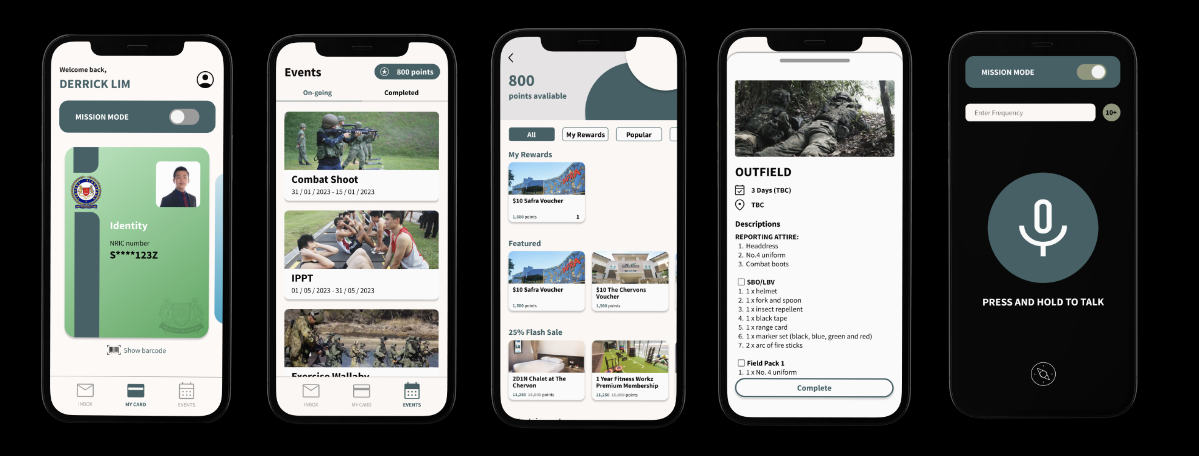 Welcome back,
DERRICK LIM
MISSION MODE
Identity
NRIC number
S****123Z
Show barcode
INBOX
MY CARD
EVENTS
Events
800 points
On-going
Completed
Combat Shoot
31 / 01 / 2023 - 15 / 01 / 2023
IPPT
01 / 05 / 2023 - 31 / 05 / 2023
Exercise Wallaby
INBOX
MY CARD
EVENTS
800
points avaliable
All
My Rewards
Popular
My Rewards
$10 Safra Voucher
1,500 points
1
Featured
$10 Safra Voucher
1,500 points
$10 The Chervons
Voucher
1,500 points
25% Flash Sale
2D1N Chalet at The
Chervon
11,250 15,000 points
1 Year Fitness Workz
Premium Membership
11,250 15,000 points
OUTFIELD
3 Days (TBC)
TBC
Descriptions
REPORTING ATTIRE:
1. Headdress
2. No.4 uniform
3. Combat boots
SBO/LBV
1. 1 x helmet
2. 1 x fork and spoon
3. 1 x insect repellent
4. 1 x black tape
5. 1 x range card
6. 1 x marker set (black, blue, green and red)
7. 2 x arc of fire sticks
Field Pack 1
1. 1 x No. 4 uniform
Complete
MISSION MODE
Enter Frequency
10+
PRESS AND HOLD TO TALK